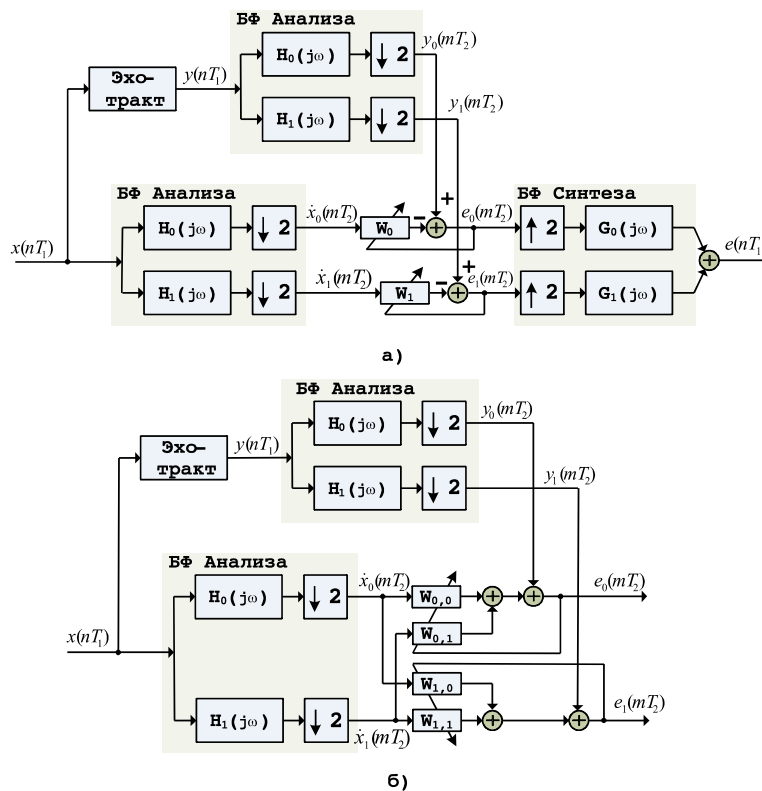 БФ Анализа
H₀(jω) ↓ 2 y₀(mT₂)
Эхо-
тракт
y(nT₁)
H₁(jω) ↓ 2 y₁(mT₂)
БФ Анализа
БФ Синтеза
H₀(jω) ↓ 2 ẋ₀(mT₂) W₀ − + + e₀(mT₂) ↑ 2 G₀(jω)
x(nT₁)
+ e(nT₁
H₁(jω) ↓ 2 ẋ₁(mT₂) W₁ − + + e₁(mT₂) ↑ 2 G₁(jω)
а)
БФ Анализа
H₀(jω) ↓ 2 y₀(mT₂)
Эхо-
тракт
y(nT₁)
H₁(jω) ↓ 2 y₁(mT₂)
БФ Анализа
H₀(jω) ↓ 2 ẋ₀(mT₂) W₀,₀ + + e₀(mT₂)
W₀,₁
x(nT₁)
W₁,₀
H₁(jω) ↓ 2 ẋ₁(mT₂) W₁,₁ + + e₁(mT₂)
б)